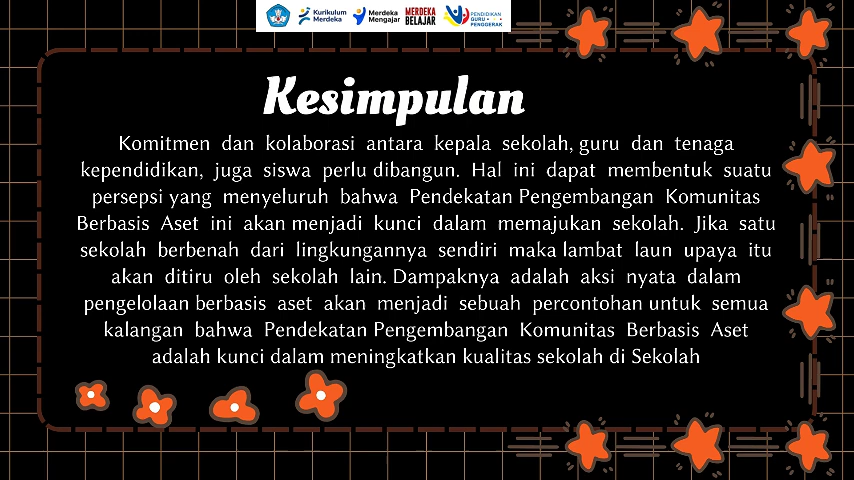 Kurikulum
Merdeka
Merdeka
Mengajar
MERDEKA
BELAJAR
PENDIDIKAN
GURU
PENGGERAK
Kesimpulan
Komitmen dan kolaborasi antara kepala sekolah, guru dan tenaga
kependidikan, juga siswa perlu dibangun. Hal ini dapat membentuk suatu
persepsi yang menyeluruh bahwa Pendekatan Pengembangan Komunitas
Berbasis Aset ini akan menjadi kunci dalam memajukan sekolah. Jika satu
sekolah berbenah dari lingkungannya sendiri maka lambat laun upaya itu
akan ditiru oleh sekolah lain. Dampaknya adalah aksi nyata dalam
pengelolaan berbasis aset akan menjadi sebuah percontohan untuk semua
kalangan bahwa Pendekatan Pengembangan Komunitas Berbasis Aset
adalah kunci dalam meningkatkan kualitas sekolah di Sekolah